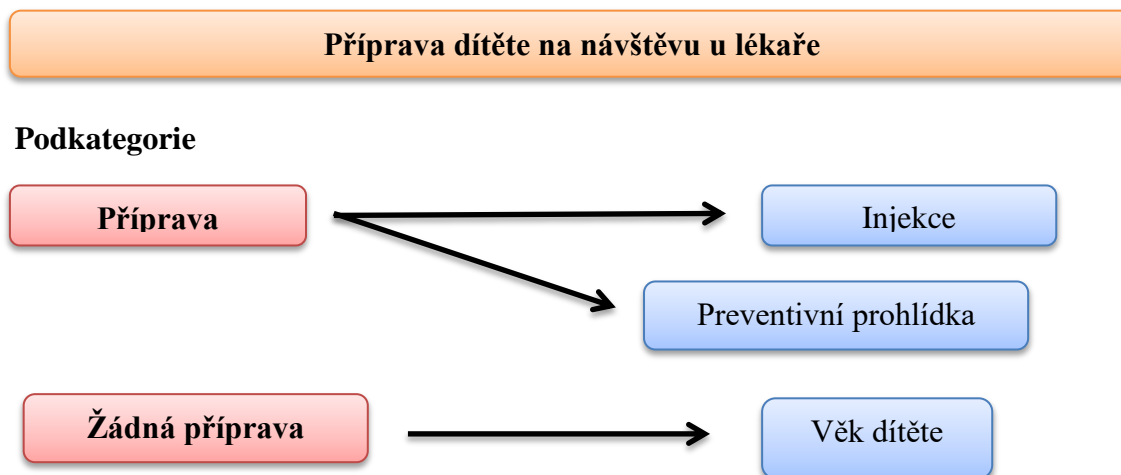 Příprava dítěte na návštěvu u lékaře
Podkategorie
Příprava
Injekce
Preventivní prohlídka
Žádná příprava
Věk dítěte